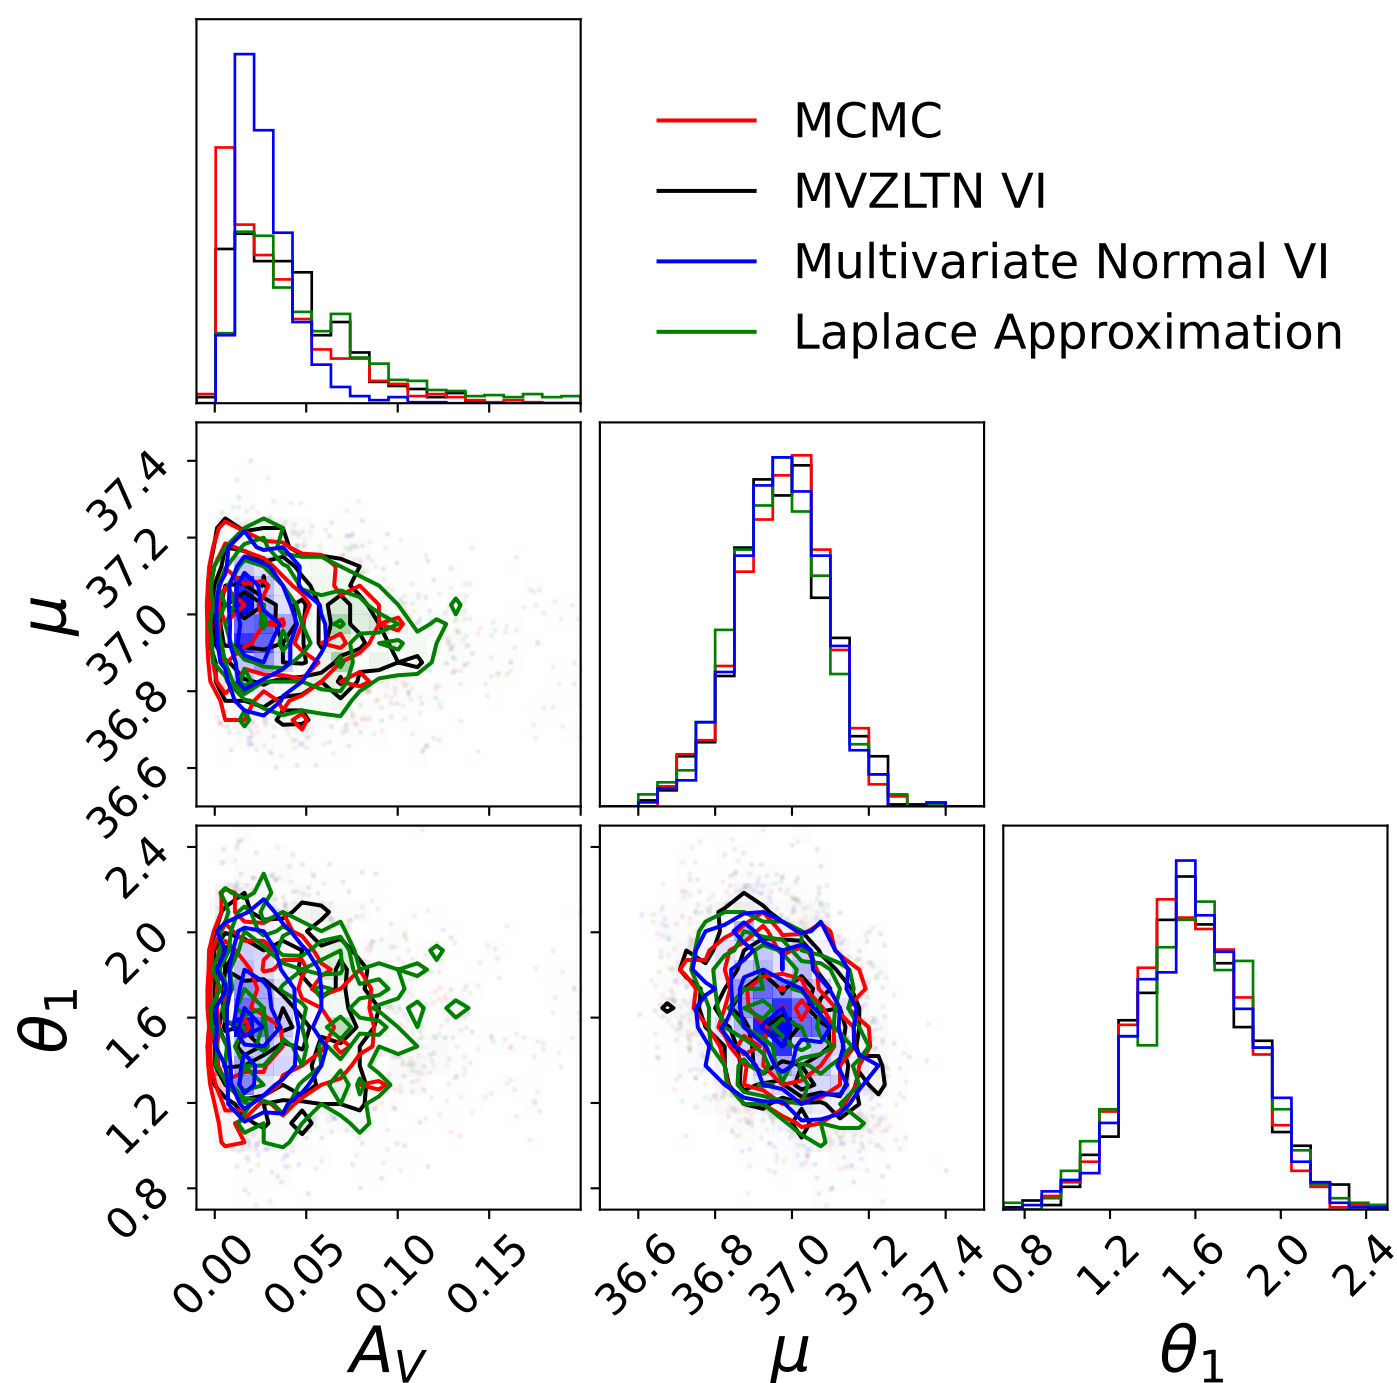 MCMC
MVZLTN VI
Multivariate Normal VI
Laplace Approximation
37.4
37.2
37.0
36.8
36.6
μ
2.4
2.0
1.6
1.2
0.8
θ₁
0.00 0.05 0.10 0.15
36.6 36.8 37.0 37.2 37.4
0.8 1.2 1.6 2.0 2.4
A_V
μ
θ₁